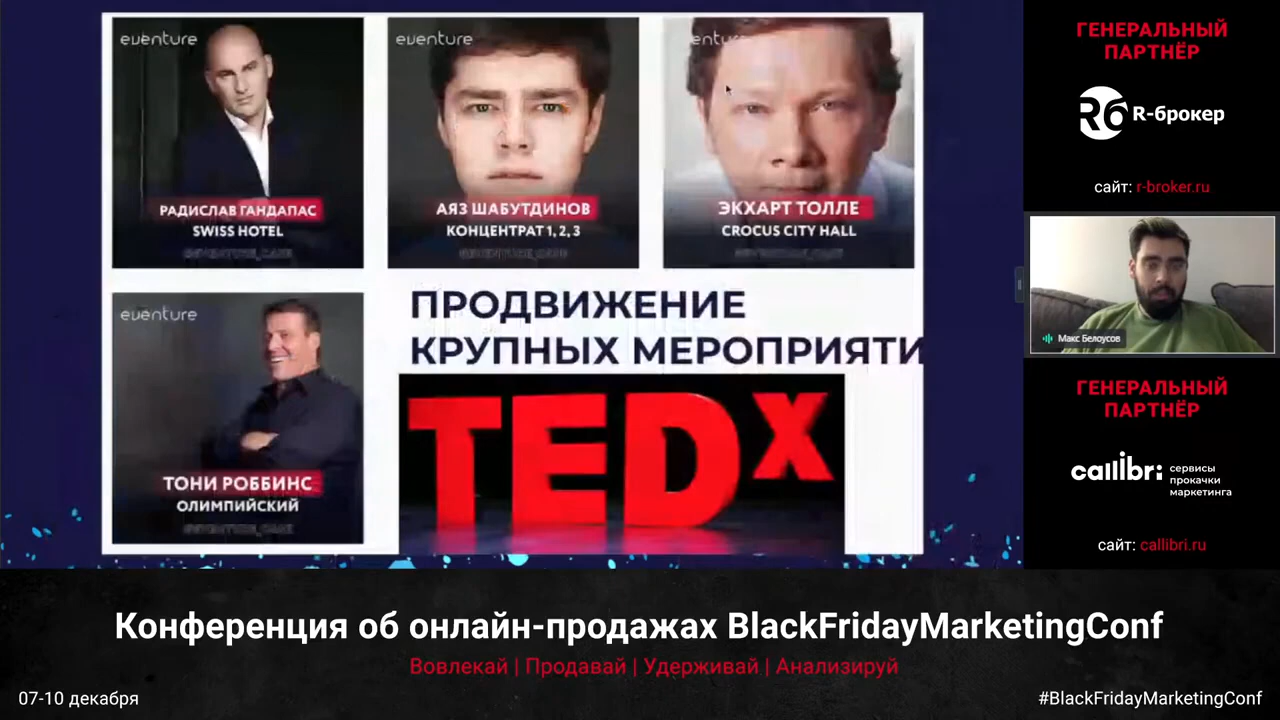 eventure
РАДИСЛАВ ГАНДАПАС
SWISS HOTEL
eventure
АЯЗ ШАБУТДИНОВ
КОНЦЕНТРАТ 1, 2, 3
eventure
ЭКХАРТ ТОЛЛЕ
CROCUS CITY HALL
eventure
ТОНИ РОББИНС
ОЛИМПИЙСКИЙ
ПРОДВИЖЕНИЕ
КРУПНЫХ МЕРОПРИЯТИ
TEDx
ГЕНЕРАЛЬНЫЙ
ПАРТНЁР
R-брокер
сайт: r-broker.ru
Макс Белоусов
ГЕНЕРАЛЬНЫЙ
ПАРТНЁР
callibri
сервисы
прокачки
маркетинга
сайт: callibri.ru
Конференция об онлайн-продажах BlackFridayMarketingConf
Вовлекай | Продавай | Удерживай | Анализируй
07-10 декабря
#BlackFridayMarketingConf